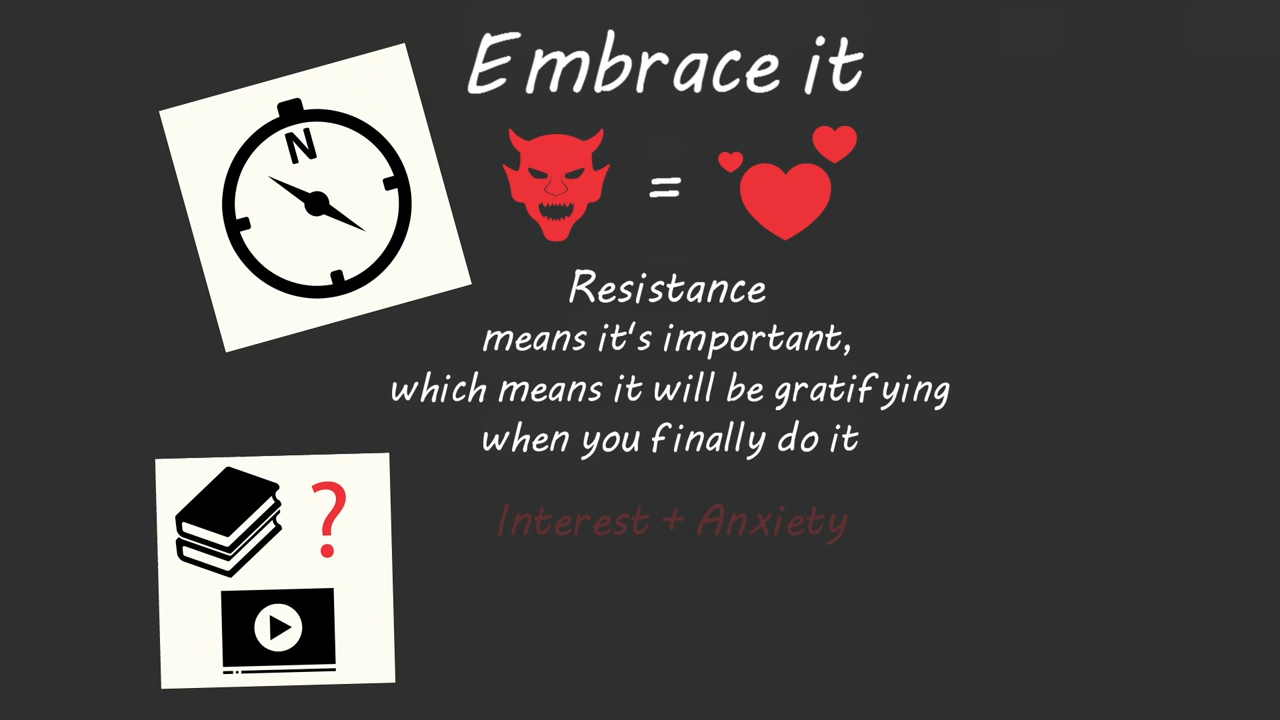 Embrace it
N
=
Resistance
means it's important,
which means it will be gratifying
when you finally do it
?
Interest + Anxiety